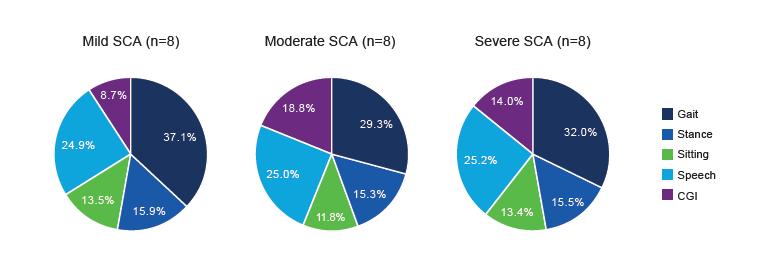 Mild SCA (n=8)
Moderate SCA (n=8)
Severe SCA (n=8)
8.7%
37.1%
24.9%
13.5%
15.9%
18.8%
29.3%
25.0%
15.3%
11.8%
14.0%
32.0%
25.2%
13.4%
15.5%
Gait
Stance
Sitting
Speech
CGI